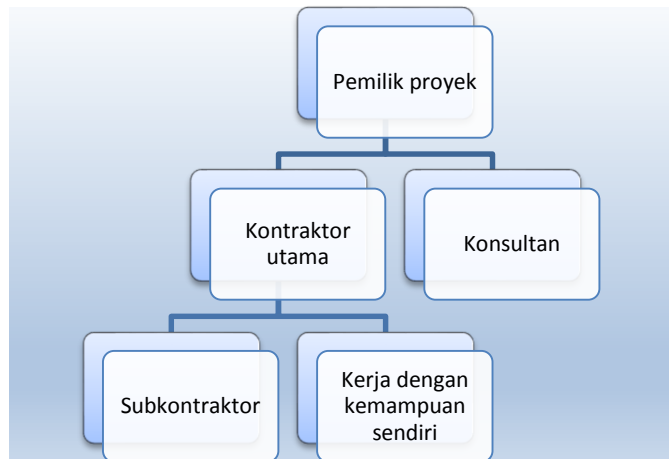 Pemilik proyek
Kontraktor
utama
Konsultan
Subkontraktor
Kerja dengan
kemampuan
sendiri